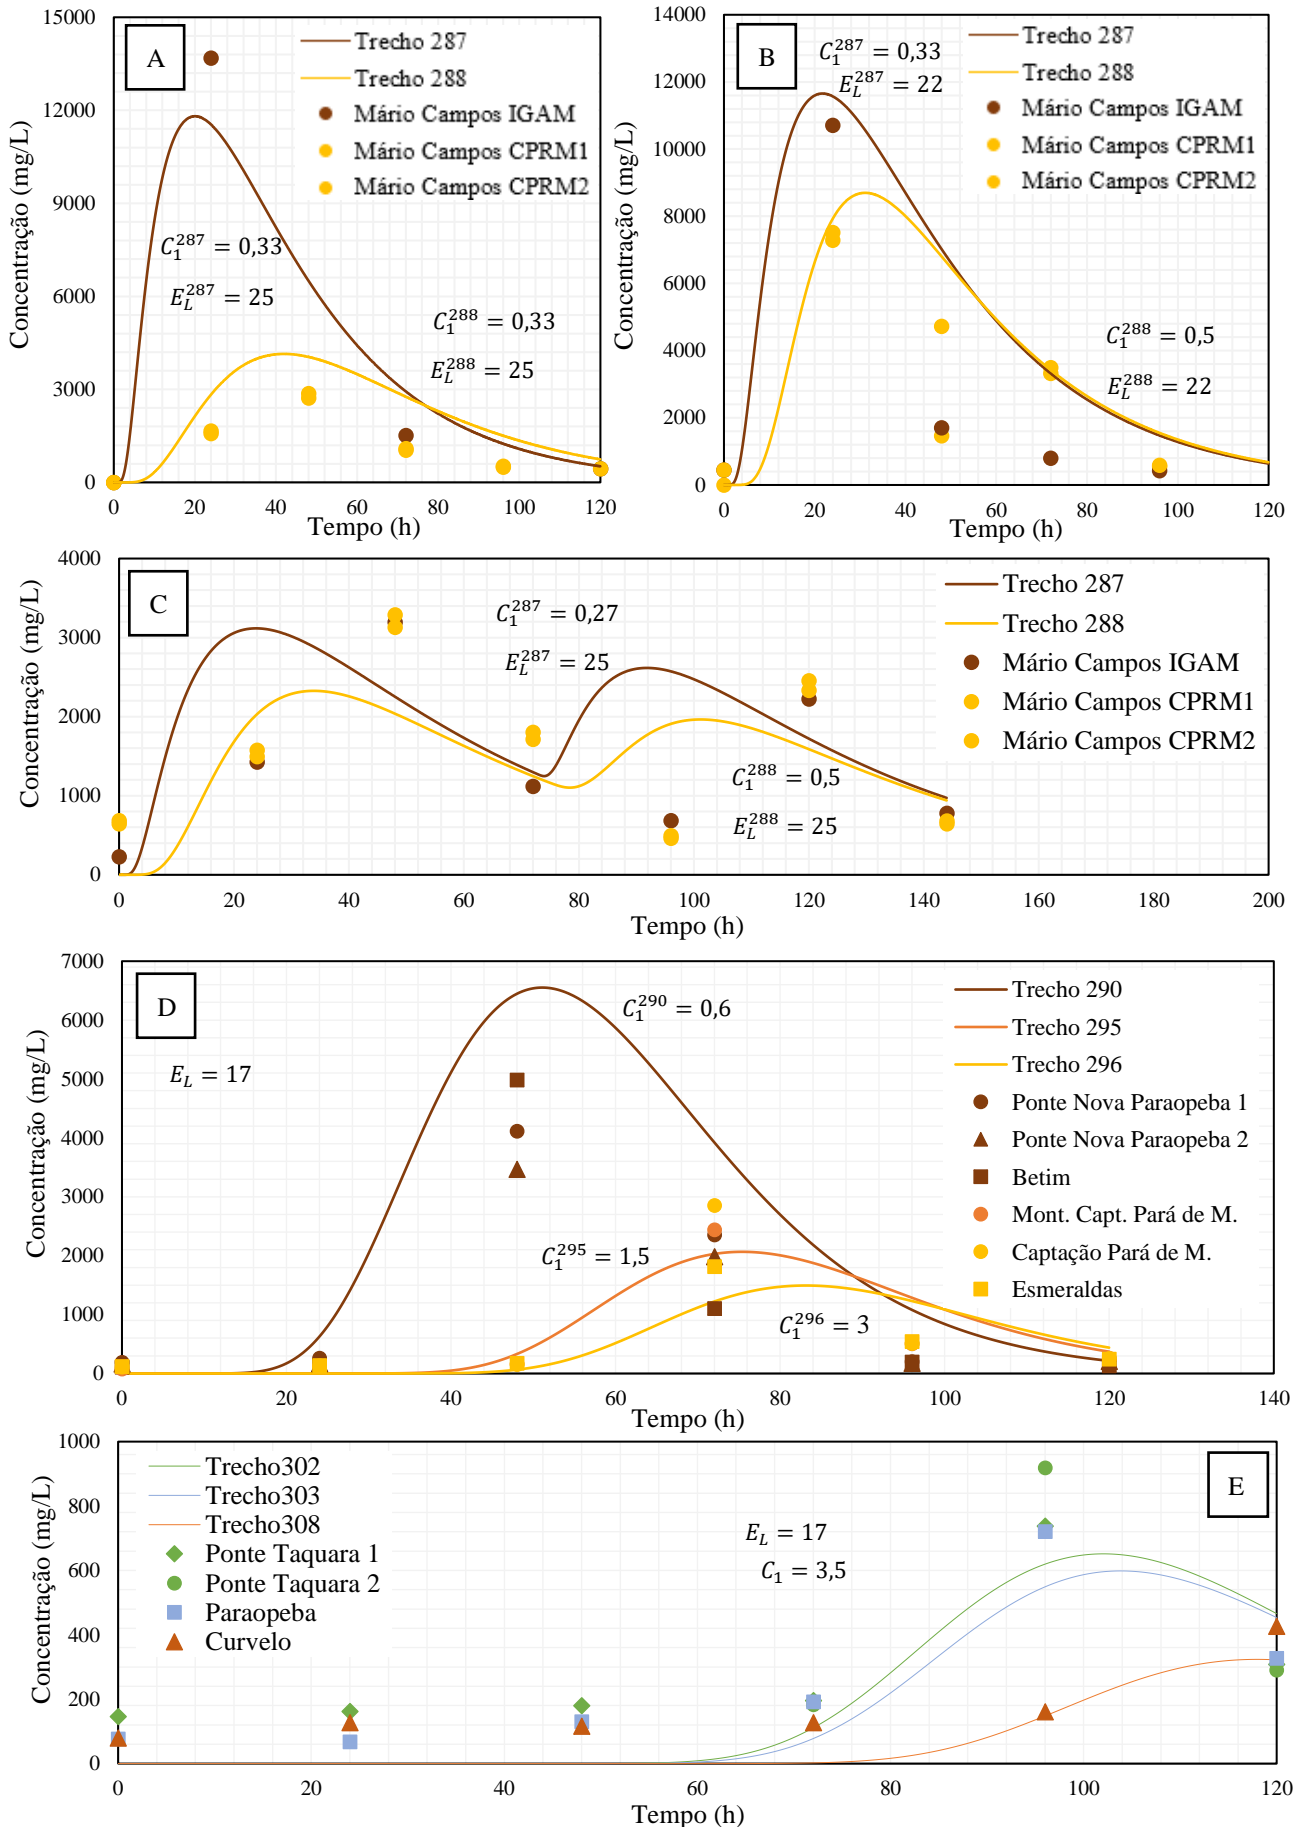 A
Concentração (mg/L)
15000
12000
9000
6000
3000
0
Trecho 287
Trecho 288
Mário Campos IGAM
Mário Campos CPRM1
Mário Campos CPRM2
C₁²⁸⁷ = 0,33
E_L²⁸⁷ = 25
C₁²⁸⁸ = 0,33
E_L²⁸⁸ = 25
0 20 40 60 80 100 120
Tempo (h)
B
Concentração (mg/L)
14000
12000
10000
8000
6000
4000
2000
0
C₁²⁸⁷ = 0,33
E_L²⁸⁷ = 22
Trecho 287
Trecho 288
Mário Campos IGAM
Mário Campos CPRM1
Mário Campos CPRM2
C₁²⁸⁸ = 0,5
E_L²⁸⁸ = 22
0 20 40 60 80 100 120
Tempo (h)
C
Concentração (mg/L)
4000
3000
2000
1000
0
C₁²⁸⁷ = 0,27
E_L²⁸⁷ = 25
C₁²⁸⁸ = 0,5
E_L²⁸⁸ = 25
Trecho 287
Trecho 288
Mário Campos IGAM
Mário Campos CPRM1
Mário Campos CPRM2
0 20 40 60 80 100 120 140 160 180 200
Tempo (h)
D
Concentração (mg/L)
7000
6000
5000
4000
3000
2000
1000
0
E_L = 17
C₁²⁹⁰ = 0,6
C₁²⁹⁵ = 1,5
C₁²⁹⁶ = 3
Trecho 290
Trecho 295
Trecho 296
Ponte Nova Paraopeba 1
Ponte Nova Paraopeba 2
Betim
Mont. Capt. Pará de M.
Captação Pará de M.
Esmeraldas
0 20 40 60 80 100 120 140
Tempo (h)
E
Concentração (mg/L)
1000
800
600
400
200
0
Trecho302
Trecho303
Trecho308
Ponte Taquara 1
Ponte Taquara 2
Paraopeba
Curvelo
E_L = 17
C₁ = 3,5
0 20 40 60 80 100 120
Tempo (h)